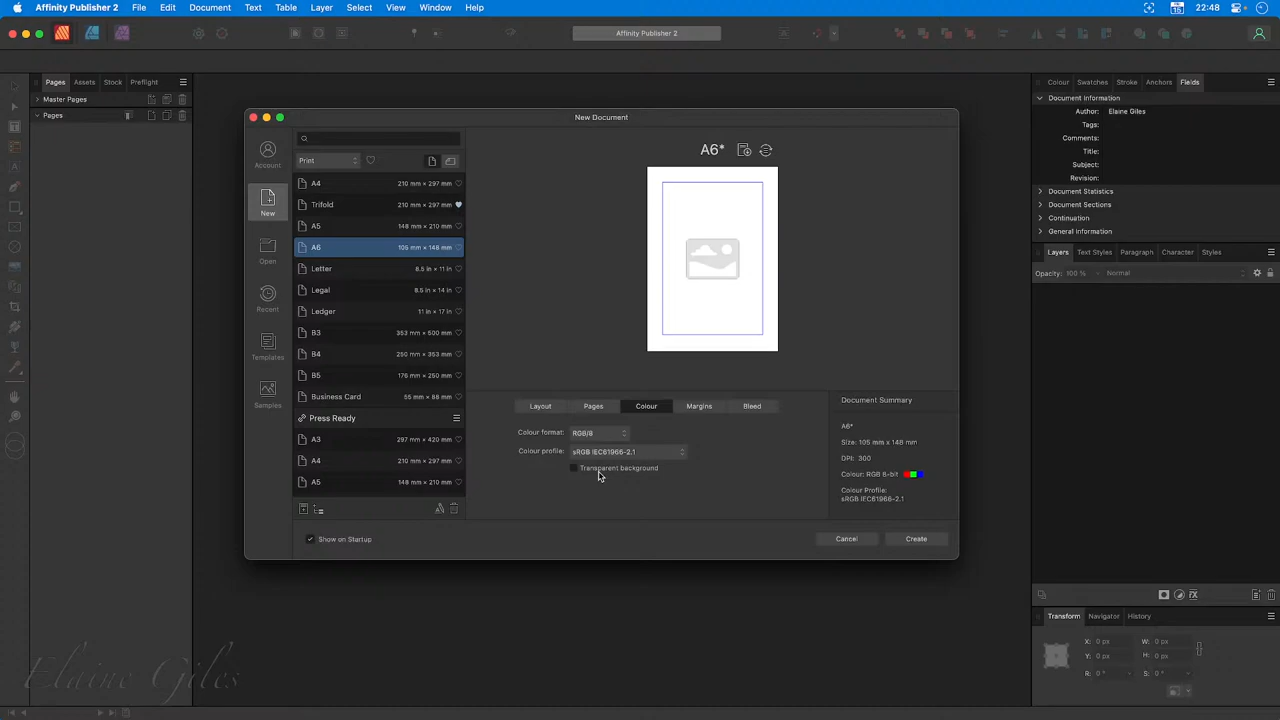 Affinity Publisher 2 File Edit Document Text Table Layer Select View Window Help 15 22:48
Affinity Publisher 2
Pages Assets Stock Preflight
Master Pages
Pages
New Document
Account
New
Open
Recent
Templates
Samples
Print
A4 210 mm × 297 mm
Trifold 210 mm × 297 mm
A5 148 mm × 210 mm
A6 105 mm × 148 mm
Letter 8.5 in × 11 in
Legal 8.5 in × 14 in
Ledger 11 in × 17 in
B3 353 mm × 500 mm
B4 250 mm × 353 mm
B5 176 mm × 250 mm
Business Card 55 mm × 88 mm
Press Ready
A3 297 mm × 420 mm
A4 210 mm × 297 mm
A5 148 mm × 210 mm
Show on Startup
A6*
Layout Pages Colour Margins Bleed
Colour format: RGB/8
Colour profile: sRGB IEC61966-2.1
Transparent background
Document Summary
A6*
Size: 105 mm × 148 mm
DPI: 300
Colour: RGB 8-bit
Colour Profile:
sRGB IEC61966-2.1
Cancel Create
Colour Swatches Stroke Anchors Fields
Document Information
Author: Elaine Giles
Tags:
Comments:
Title:
Subject:
Revision:
Document Statistics
Document Sections
Continuation
General Information
Layers Text Styles Paragraph Character Styles
Opacity: 100 % Normal
Transform Navigator History
X: 0 px W: 0 px
Y: 0 px H: 0 px
R: 0 ° S: 0 °
Elaine Giles